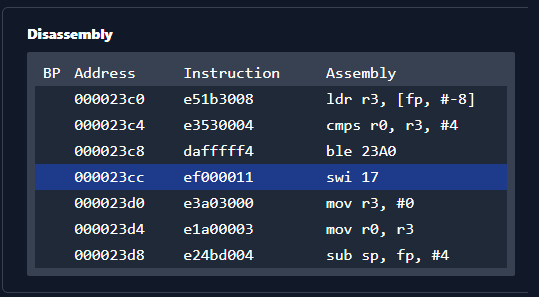 Disassembly
BP Address Instruction Assembly
000023c0 e51b3008 ldr r3, [fp, #-8]
000023c4 e3530004 cmps r0, r3, #4
000023c8 dafffff4 ble 23A0
000023cc ef000011 swi 17
000023d0 e3a03000 mov r3, #0
000023d4 e1a00003 mov r0, r3
000023d8 e24bd004 sub sp, fp, #4